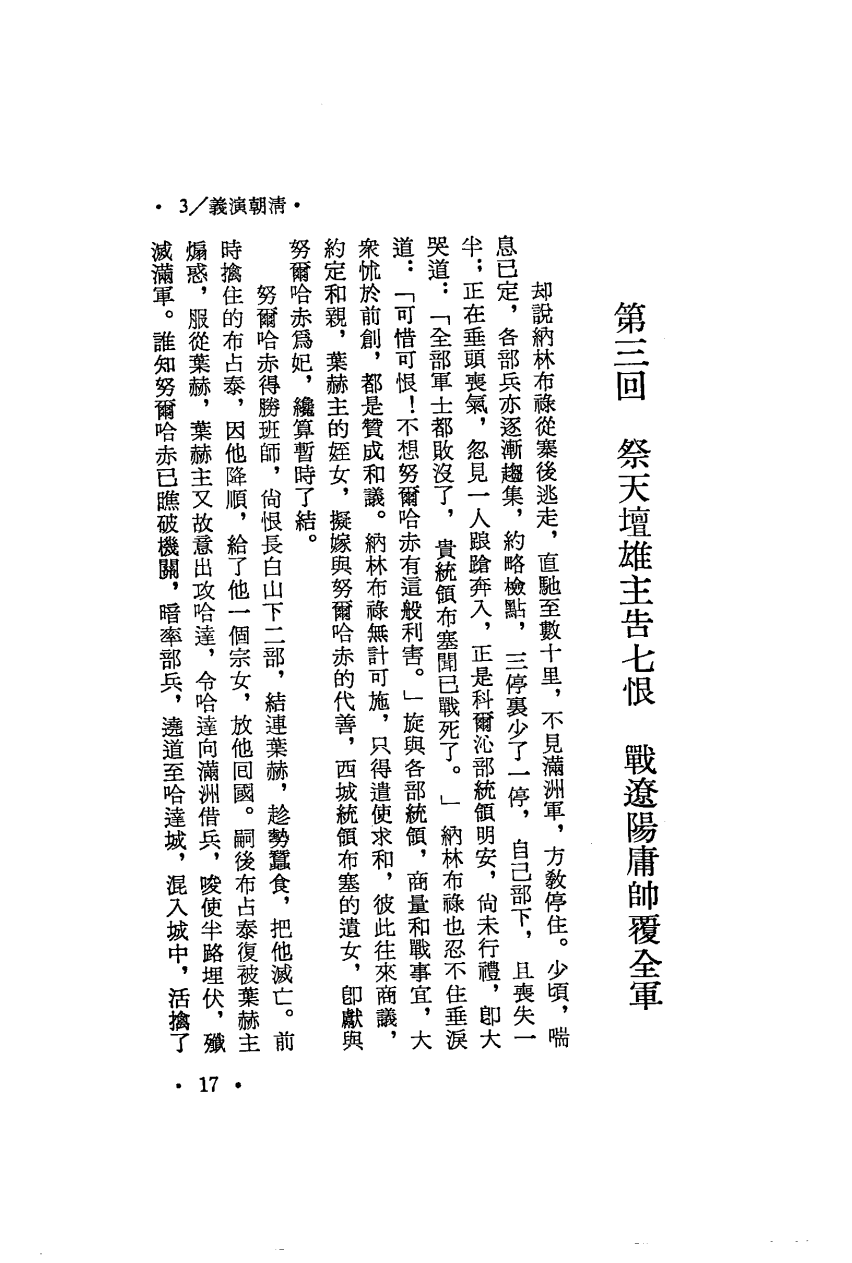 ·3／義演朝淸·
第三回　祭天壇雄主告七恨　戰遼陽庸帥覆全軍
却說納林布祿從寨後逃走，直馳至數十里，不見滿洲軍，方敎停住。少頃，喘
息已定，各部兵亦逐漸趨集，約略檢點，三停裏少了一停，自己部下，且喪失一
半；正在垂頭喪氣，忽見一人踉蹌奔入，正是科爾沁部統領明安，尙未行禮，卽大
哭道：「全部軍士都敗沒了，貴統領布塞聞已戰死了。」納林布祿也忍不住垂淚
道：「可惜可恨！不想努爾哈赤有這般利害。」旋與各部統領，商量和戰事宜，大
衆怵於前創，都是贊成和議。納林布祿無計可施，只得遣使求和，彼此往來商議，
約定和親，葉赫主的姪女，擬嫁與努爾哈赤的代善，西城統領布塞的遺女，卽獻與
努爾哈赤爲妃，纔算暫時了結。
努爾哈赤得勝班師，尙恨長白山下二部，結連葉赫，趁勢蠶食，把他滅亡。前
時擒住的布占泰，因他降順，給了他一個宗女，放他回國。嗣後布占泰復被葉赫主
煽惑，服從葉赫，葉赫主又故意出攻哈達，令哈達向滿洲借兵，唆使半路埋伏，殲
滅滿軍。誰知努爾哈赤已瞧破機關，暗率部兵，遶道至哈達城，混入城中，活擒了
·17·